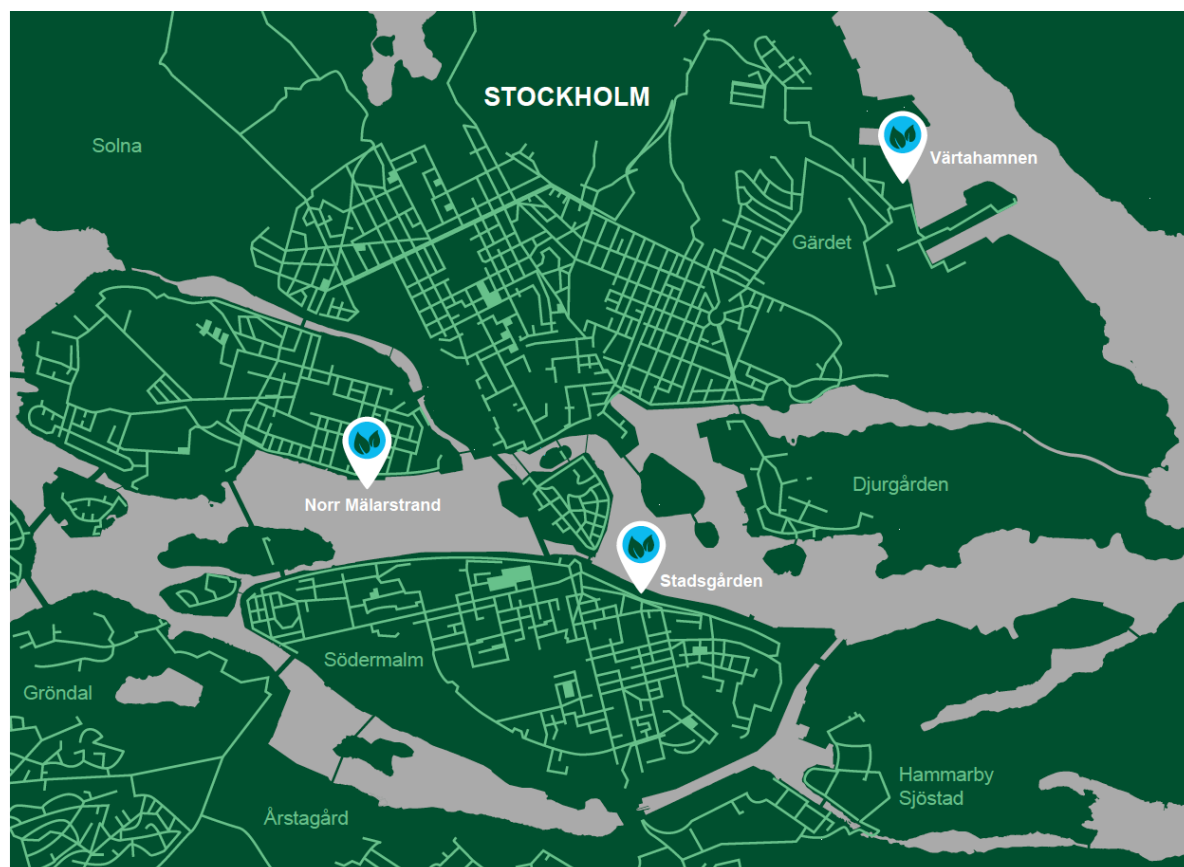 STOCKHOLM
Solna
Värtahamnen
Gärdet
Djurgården
Norr Mälarstrand
Stadsgården
Södermalm
Gröndal
Hammarby
Sjöstad
Årstagård